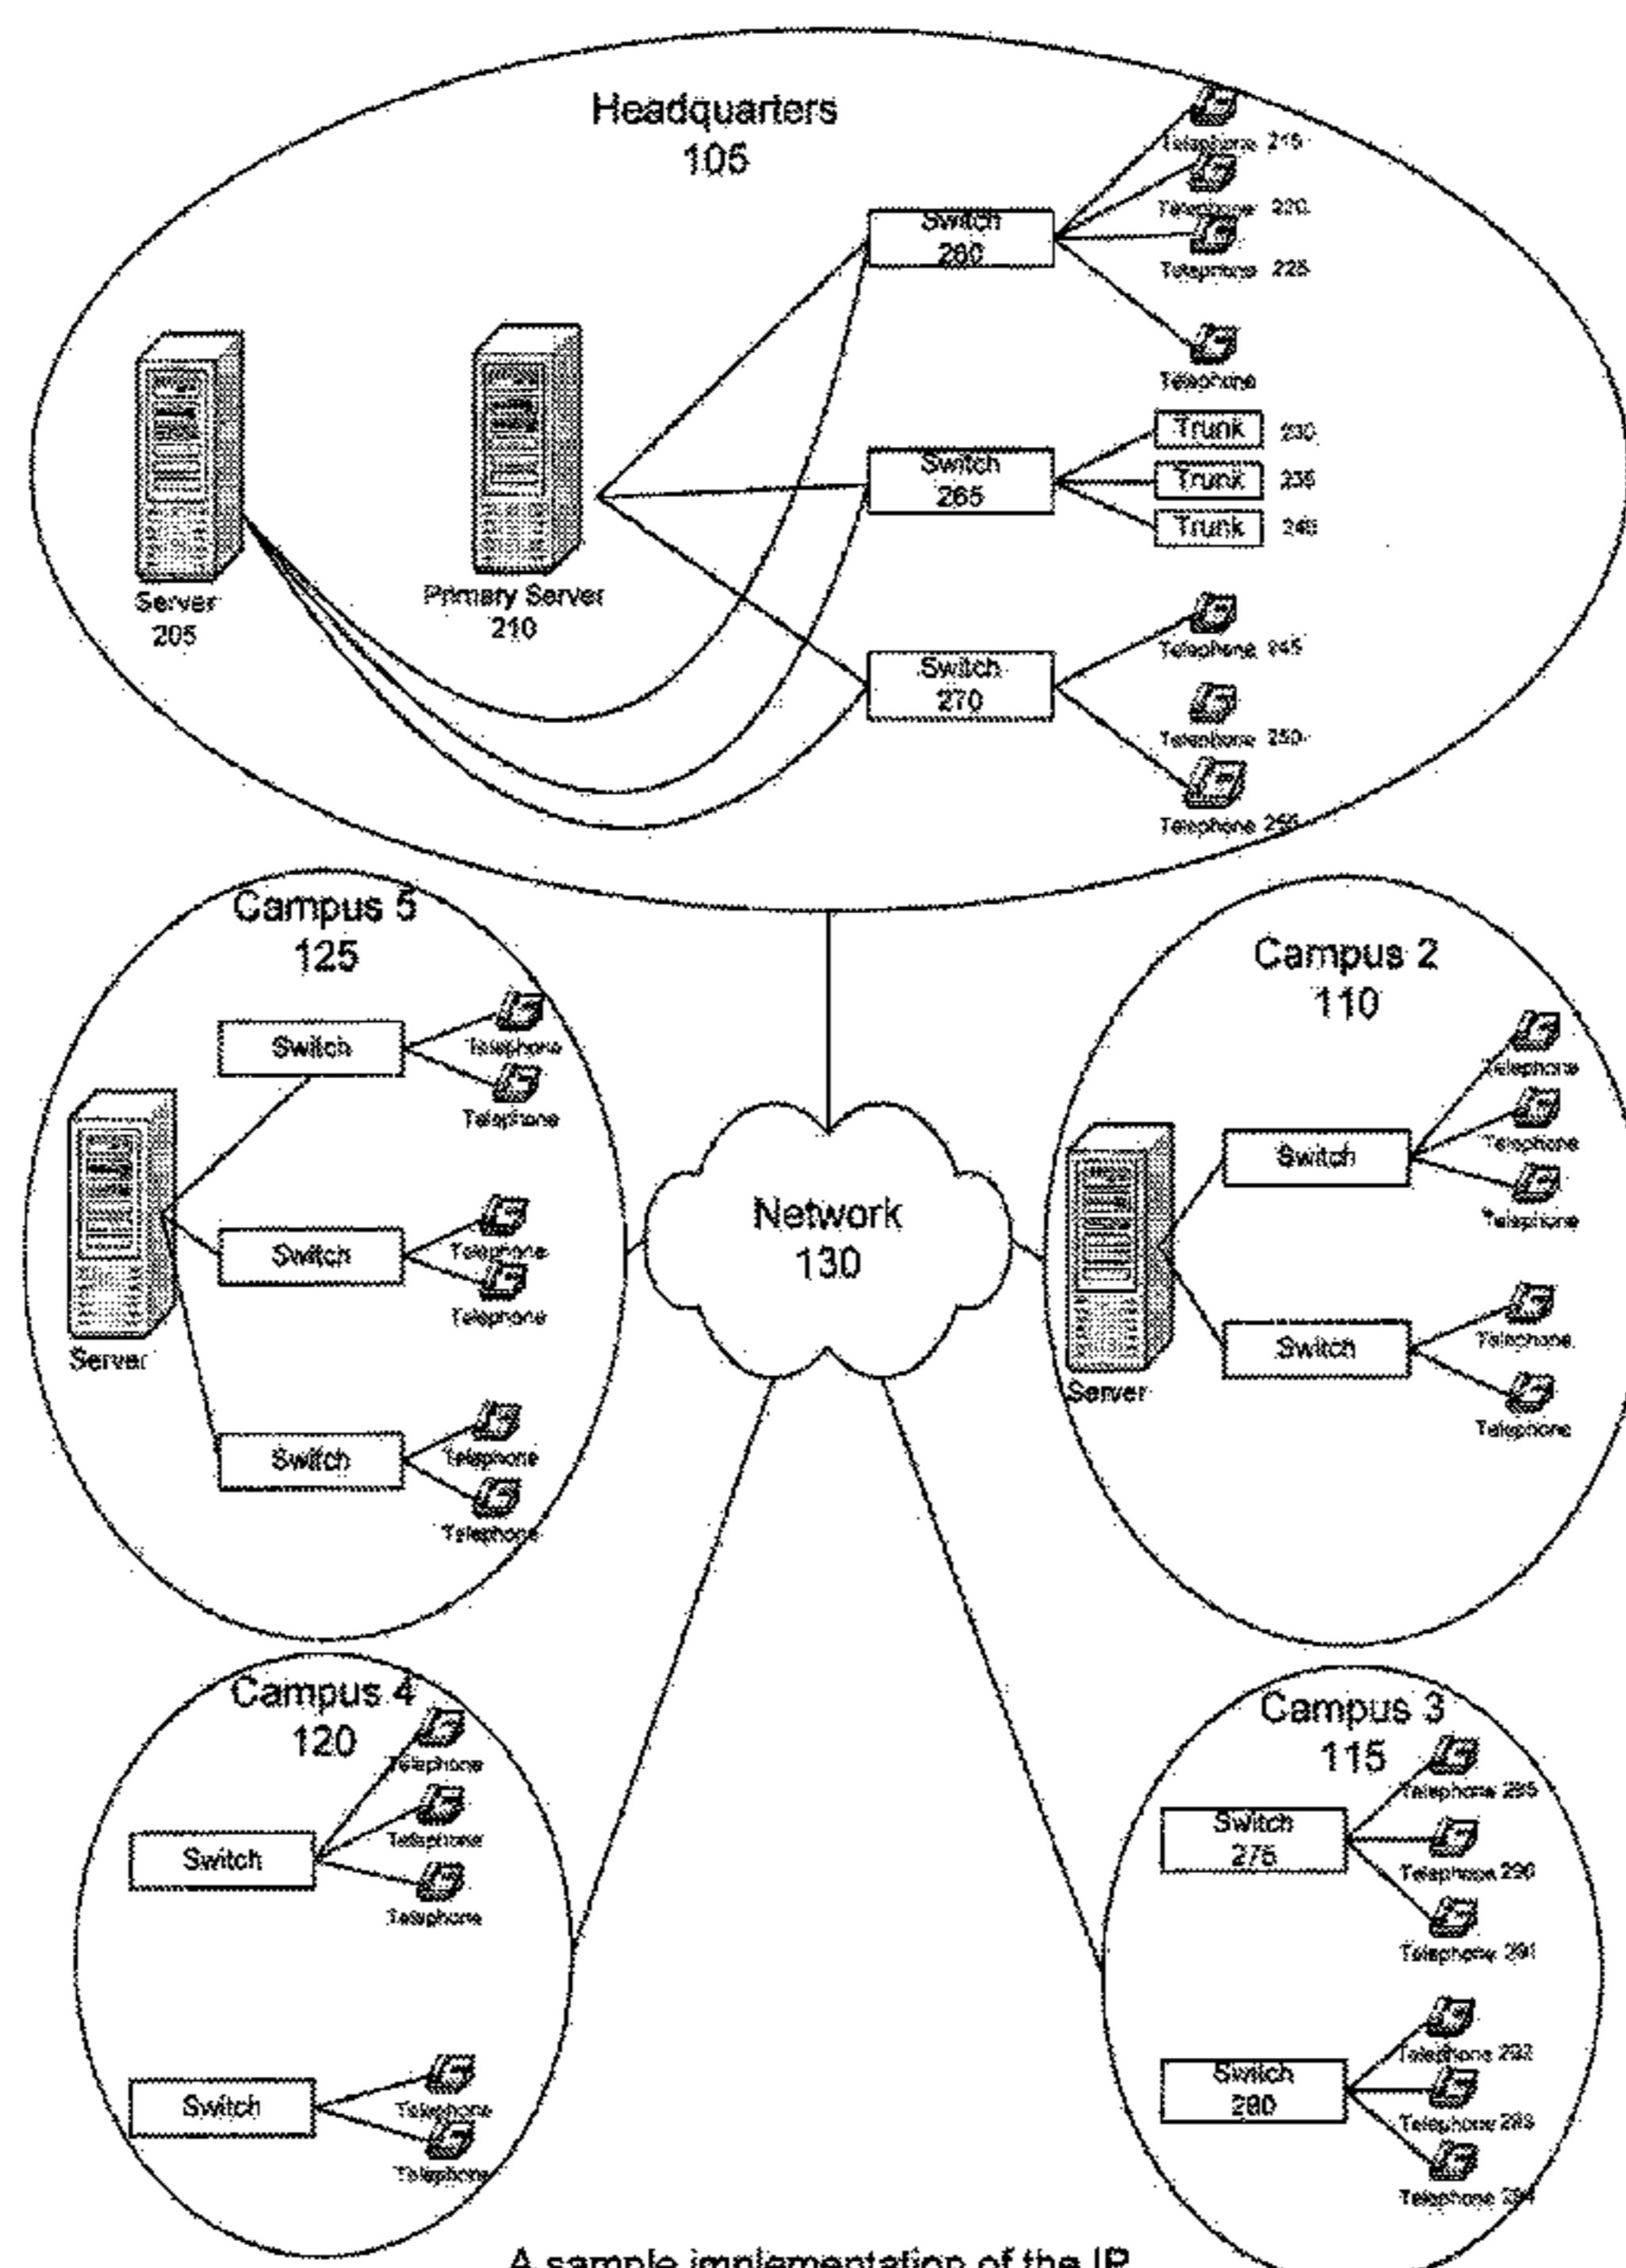 Headquarters
105
Telephone 215
Telephone 220
Telephone 225
Telephone
Switch
260
Server
205
Primary Server
210
Switch
265
Trunk 230
Trunk 235
Trunk
Switch
270
Telephone 245
Telephone 250
Telephone 255
Campus 5
125
Switch
Telephone
Telephone
Switch
Telephone
Telephone
Server
Switch
Telephone
Telephone
Network
130
Campus 2
110
Telephone
Switch
Telephone
Telephone
Server
Switch
Telephone
Telephone
Campus 4
120
Telephone
Switch
Telephone
Telephone
Switch
Telephone
Telephone
Campus 3
115
Switch
275
Telephone
Telephone 290
Telephone 291
Switch
280
Telephone 292
Telephone 293
Telephone 294
A sample implementation of the IP